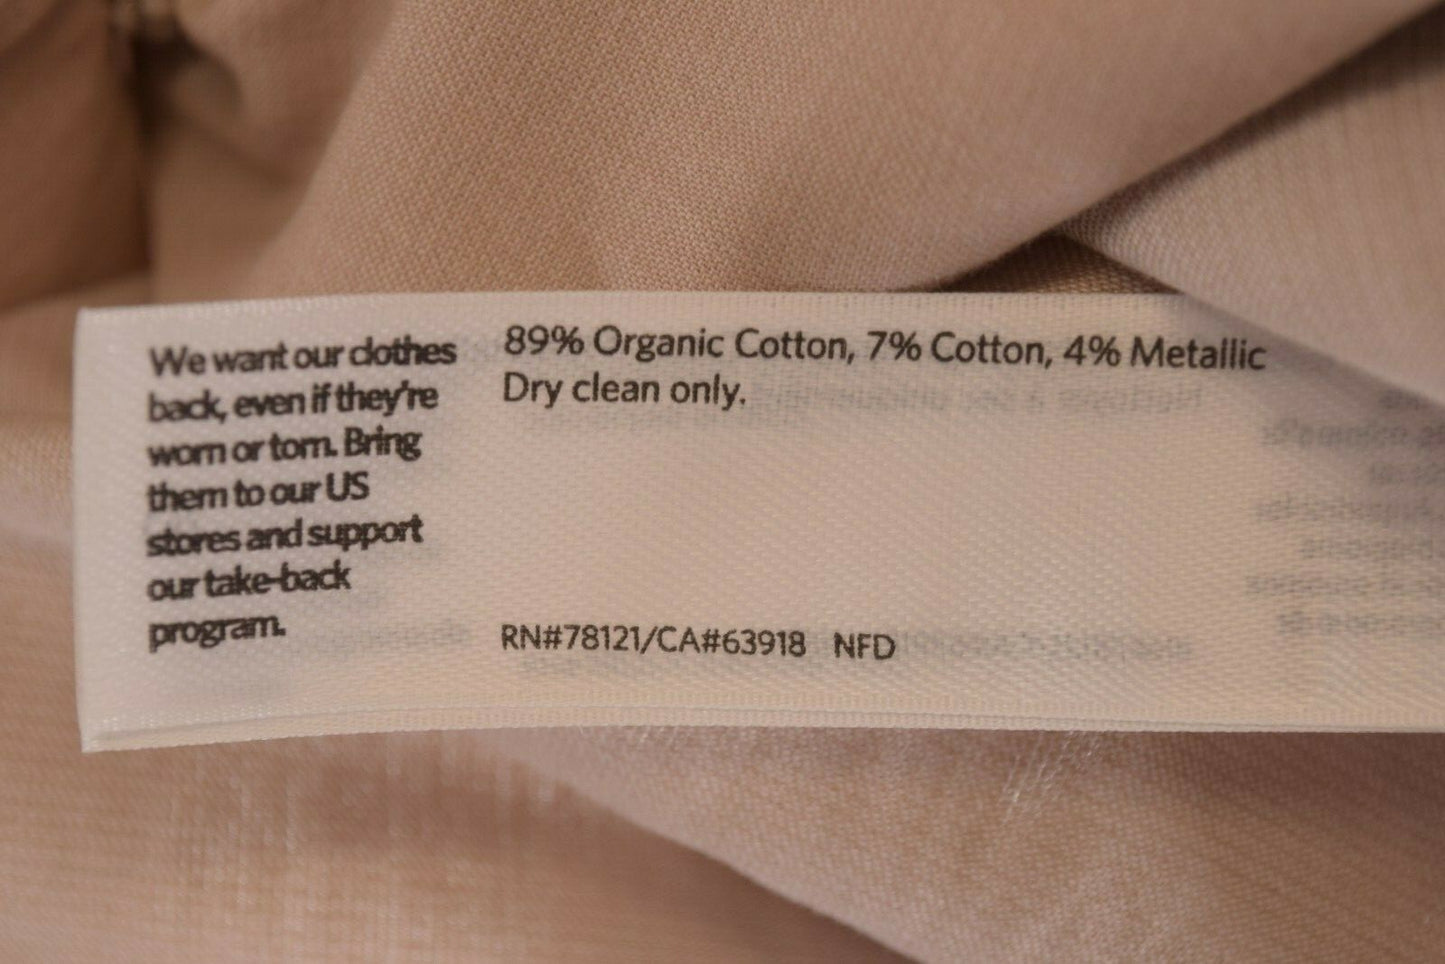 We want our clothes
back, even if they're
worn or torn. Bring
them to our US
stores and support
our take-back
program.
89% Organic Cotton, 7% Cotton, 4% Metallic
Dry clean only.
RN#78121/CA#63918 NFD